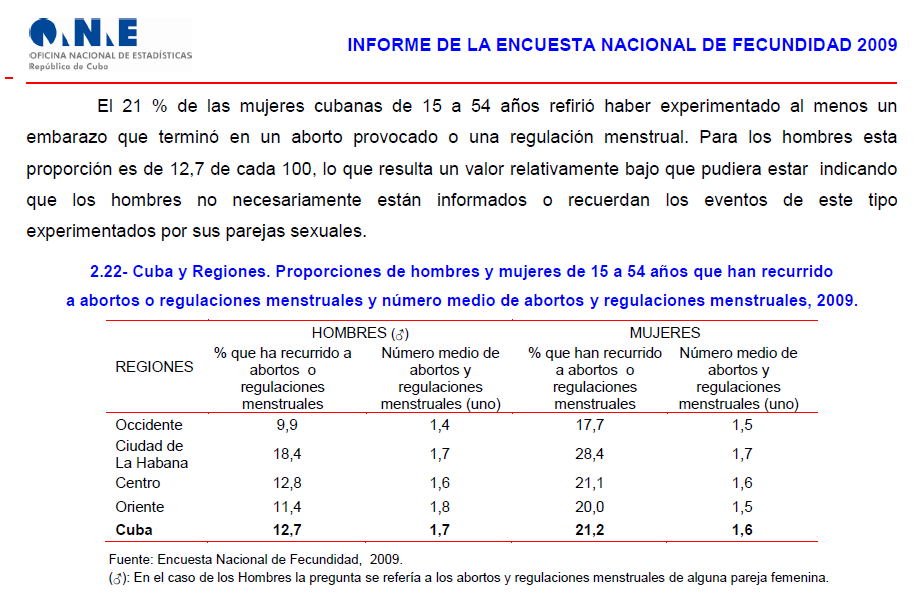 O.N.E
OFICINA NACIONAL DE ESTADÍSTICAS
República de Cuba
INFORME DE LA ENCUESTA NACIONAL DE FECUNDIDAD 2009
El 21 % de las mujeres cubanas de 15 a 54 años refirió haber experimentado al menos un
embarazo que terminó en un aborto provocado o una regulación menstrual. Para los hombres esta
proporción es de 12,7 de cada 100, lo que resulta un valor relativamente bajo que pudiera estar indicando
que los hombres no necesariamente están informados o recuerdan los eventos de este tipo
experimentados por sus parejas sexuales.
2.22- Cuba y Regiones. Proporciones de hombres y mujeres de 15 a 54 años que han recurrido
a abortos o regulaciones menstruales y número medio de abortos y regulaciones menstruales, 2009.
HOMBRES (♂) MUJERES
REGIONES
% que ha recurrido a
abortos o
regulaciones
menstruales
Número medio de
abortos y
regulaciones
menstruales (uno)
% que han recurrido
a abortos o
regulaciones
menstruales
Número medio de
abortos y
regulaciones
menstruales (uno)
Occidente 9,9 1,4 17,7 1,5
Ciudad de
La Habana 18,4 1,7 28,4 1,7
Centro 12,8 1,6 21,1 1,6
Oriente 11,4 1,8 20,0 1,5
Cuba 12,7 1,7 21,2 1,6
Fuente: Encuesta Nacional de Fecundidad, 2009.
(♂): En el caso de los Hombres la pregunta se refería a los abortos y regulaciones menstruales de alguna pareja femenina.